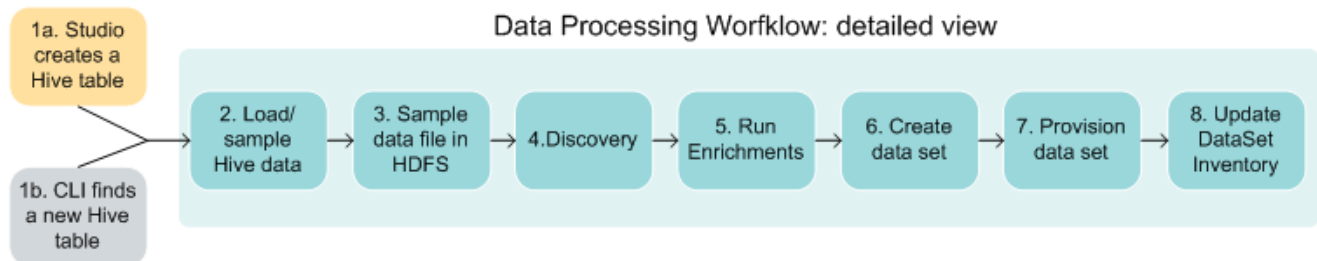 Data Processing Worfklow: detailed view
1a. Studio
creates a
Hive table
1b. CLI finds
a new Hive
table
2. Load/
sample
Hive data
3. Sample
data file in
HDFS
4.Discovery
5. Run
Enrichments
6. Create
data set
7. Provision
data set
8. Update
DataSet
Inventory